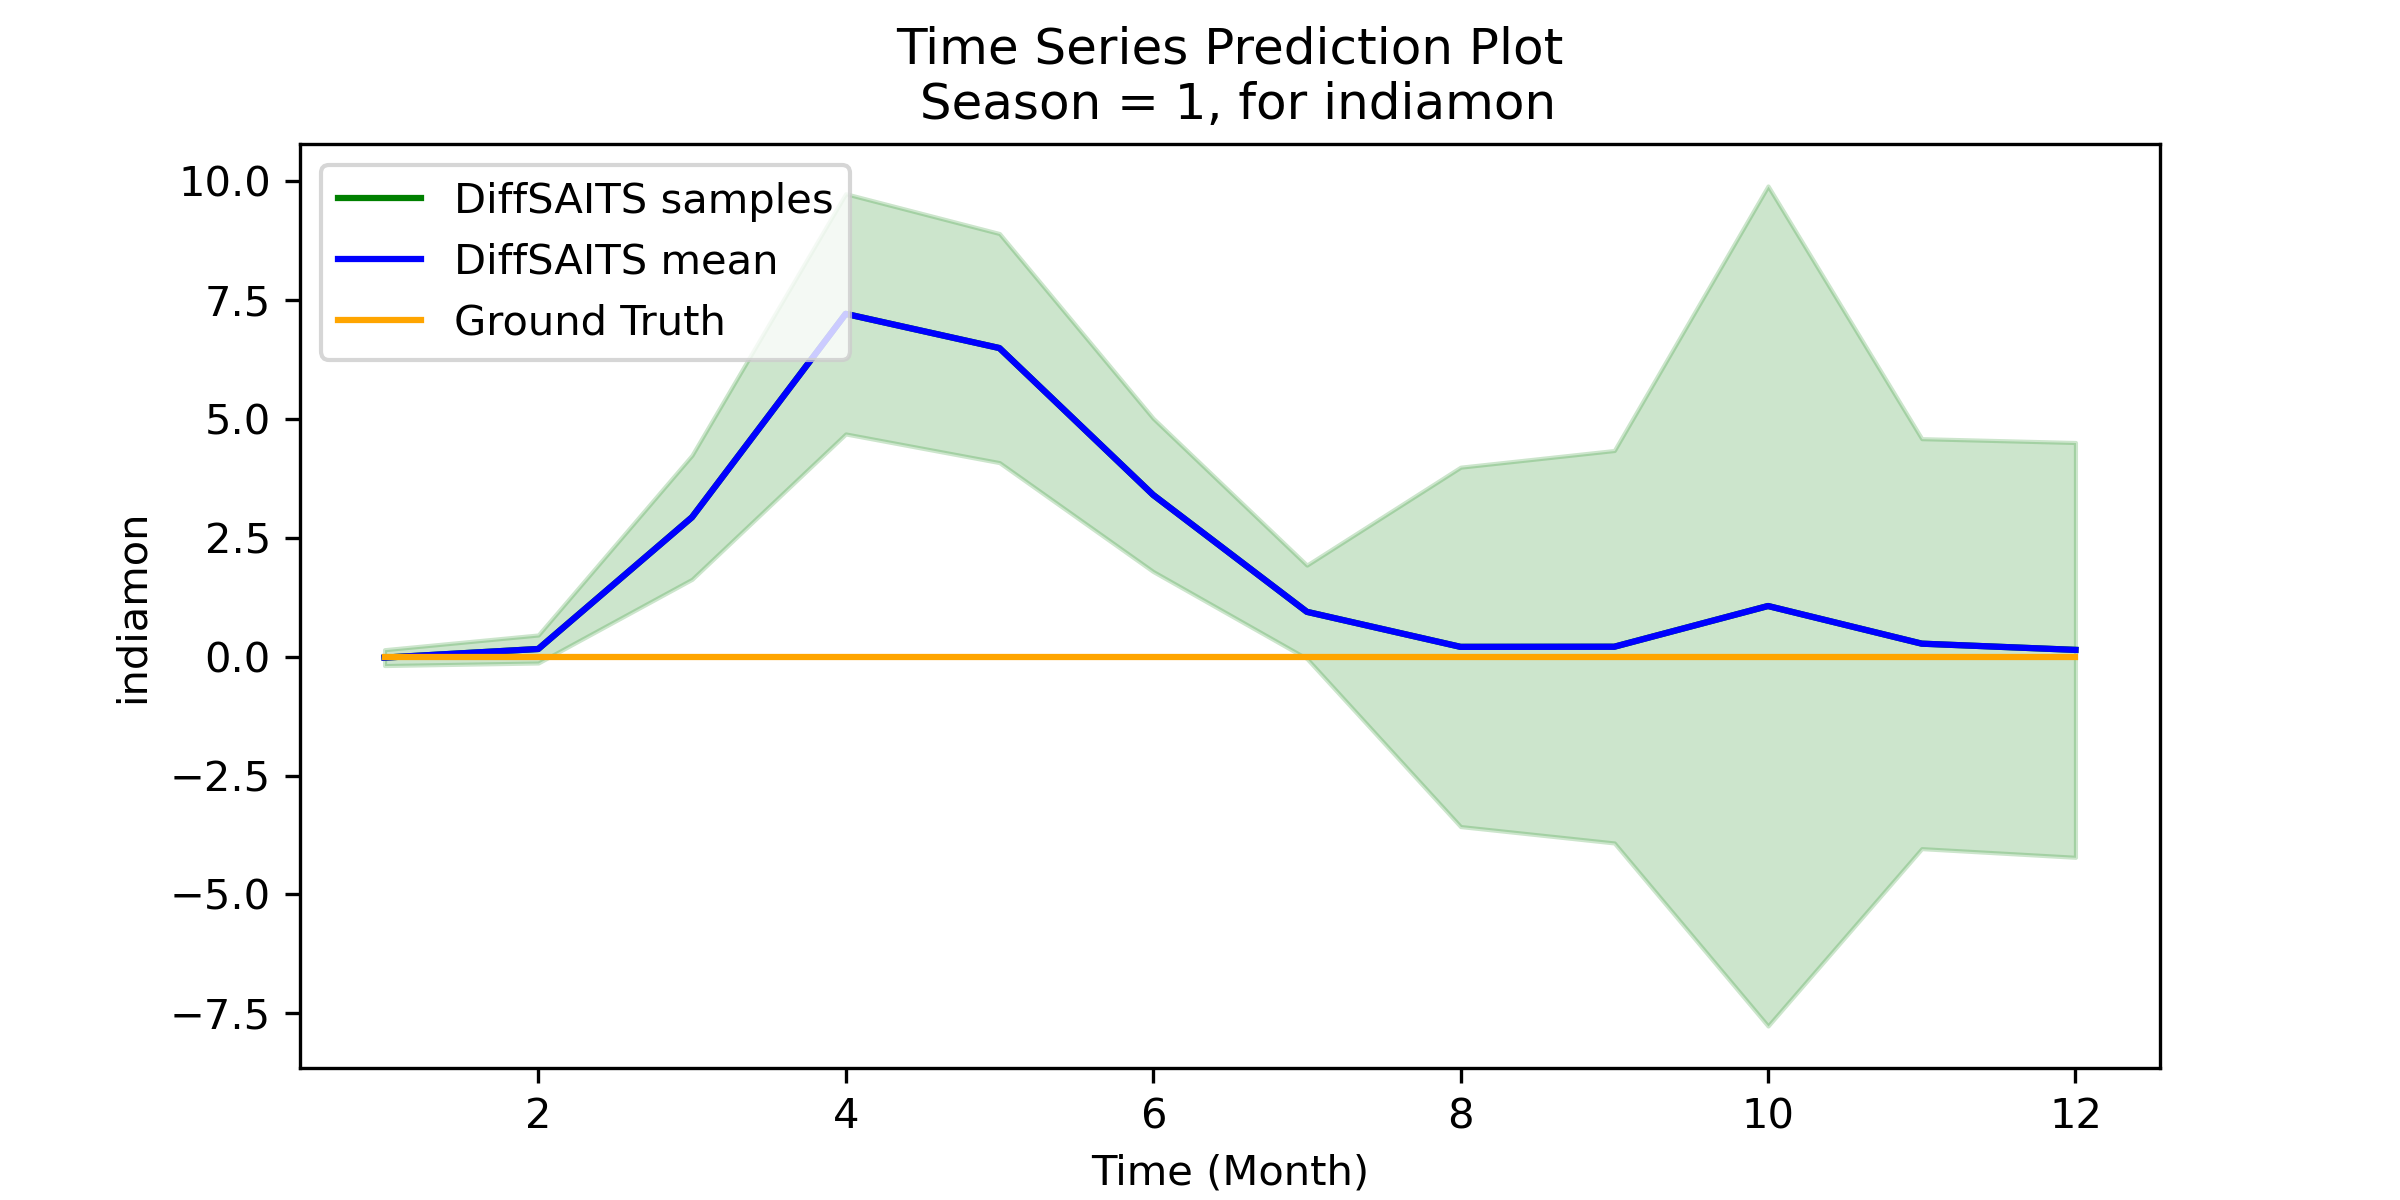 Time Series Prediction Plot
Season = 1, for indiamon
DiffSAITS samples
DiffSAITS mean
Ground Truth
10.0
7.5
5.0
2.5
0.0
−2.5
−5.0
−7.5
indiamon
2 4 6 8 10 12
Time (Month)